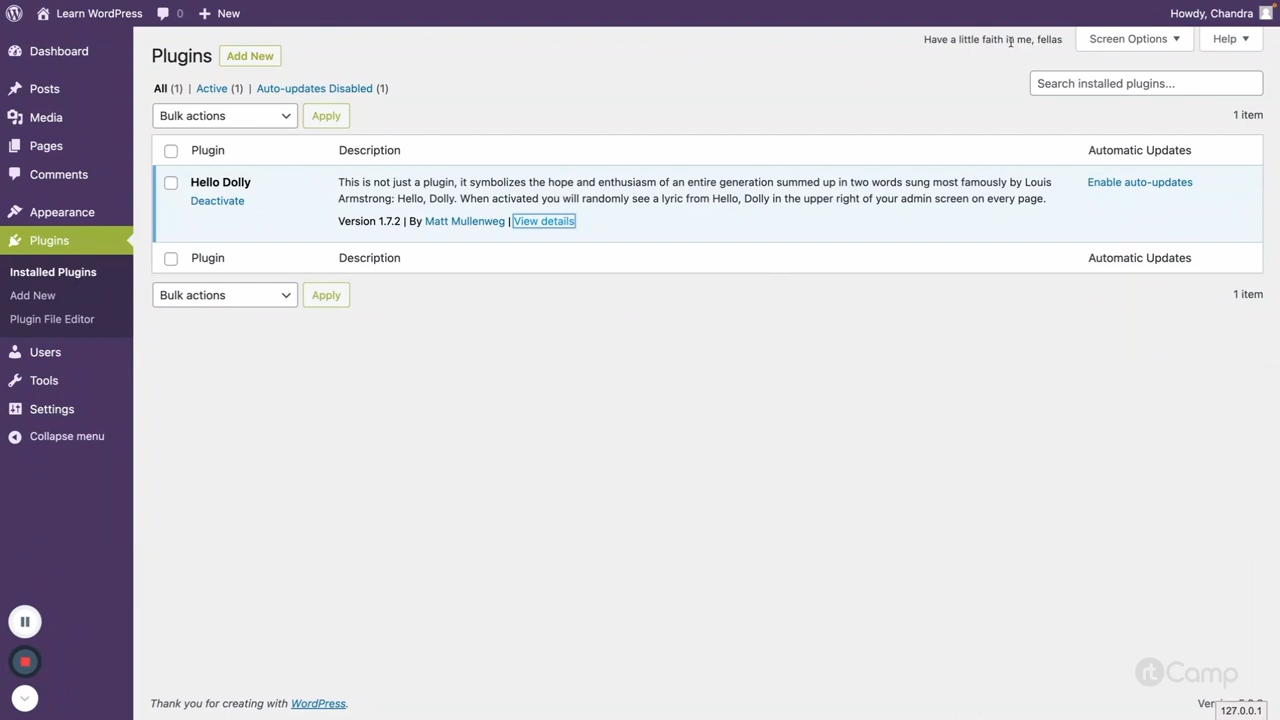 Learn WordPress
0
New
Howdy, Chandra
Dashboard
Posts
Media
Pages
Comments
Appearance
Plugins
Installed Plugins
Add New
Plugin File Editor
Users
Tools
Settings
Collapse menu
Have a little faith in me, fellas
Screen Options
Help
Plugins
Add New
All (1) | Active (1) | Auto-updates Disabled (1)
Search installed plugins...
Bulk actions
Apply
1 item
Plugin
Description
Automatic Updates
Hello Dolly
Deactivate
This is not just a plugin, it symbolizes the hope and enthusiasm of an entire generation summed up in two words sung most famously by Louis
Armstrong: Hello, Dolly. When activated you will randomly see a lyric from Hello, Dolly in the upper right of your admin screen on every page.
Version 1.7.2 | By Matt Mullenweg | View details
Enable auto-updates
Plugin
Description
Automatic Updates
Bulk actions
Apply
1 item
rtCamp
Thank you for creating with WordPress.
127.0.0.1